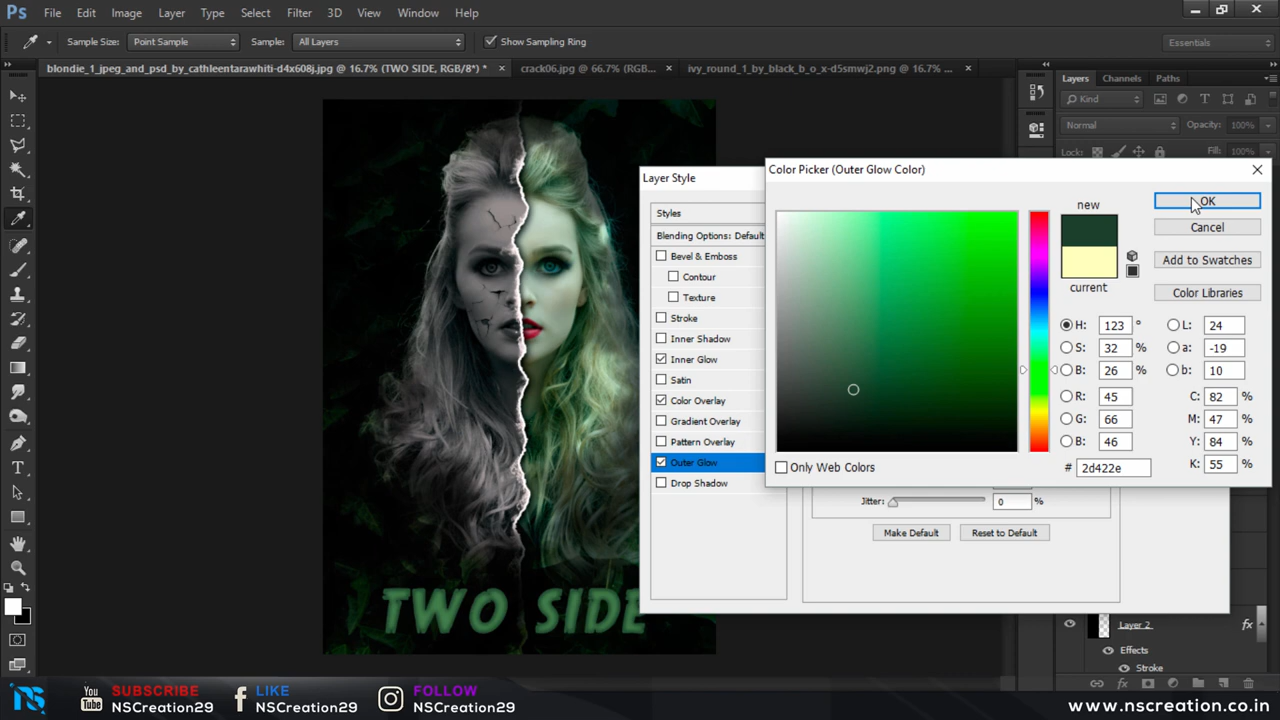 Ps File Edit Image Layer Type Select Filter 3D View Window Help
Sample Size: Point Sample Sample: All Layers Show Sampling Ring Essentials
blondie_1_jpeg_and_psd_by_cathleentarawhiti-d4x608j.jpg @ 16.7% (TWO SIDE, RGB/8*) * × crack06.jpg @ 66.7% (RGB... × ivy_round_1_by_black_b_o_x-d5smwj2.png @ 16.7% ... ×
Layers Channels Paths
Kind
Normal Opacity: 100%
Lock: Fill: 100%
Layer Style
Styles
Blending Options: Default
Bevel & Emboss
Contour
Texture
Stroke
Inner Shadow
Inner Glow
Satin
Color Overlay
Gradient Overlay
Pattern Overlay
Outer Glow
Drop Shadow
Color Picker (Outer Glow Color)
new
current
OK
Cancel
Add to Swatches
Color Libraries
H: 123 ° L: 24
S: 32 % a: -19
B: 26 % b: 10
R: 45 C: 82 %
G: 66 M: 47 %
B: 46 Y: 84 %
# 2d422e K: 55 %
Only Web Colors
Jitter: 0 %
Make Default Reset to Default
TWO SIDE
Layer 2 fx
Effects
Stroke
NS You Tube SUBSCRIBE NSCreation29 f LIKE NSCreation29 FOLLOW NSCreation29 www.nscreation.co.in